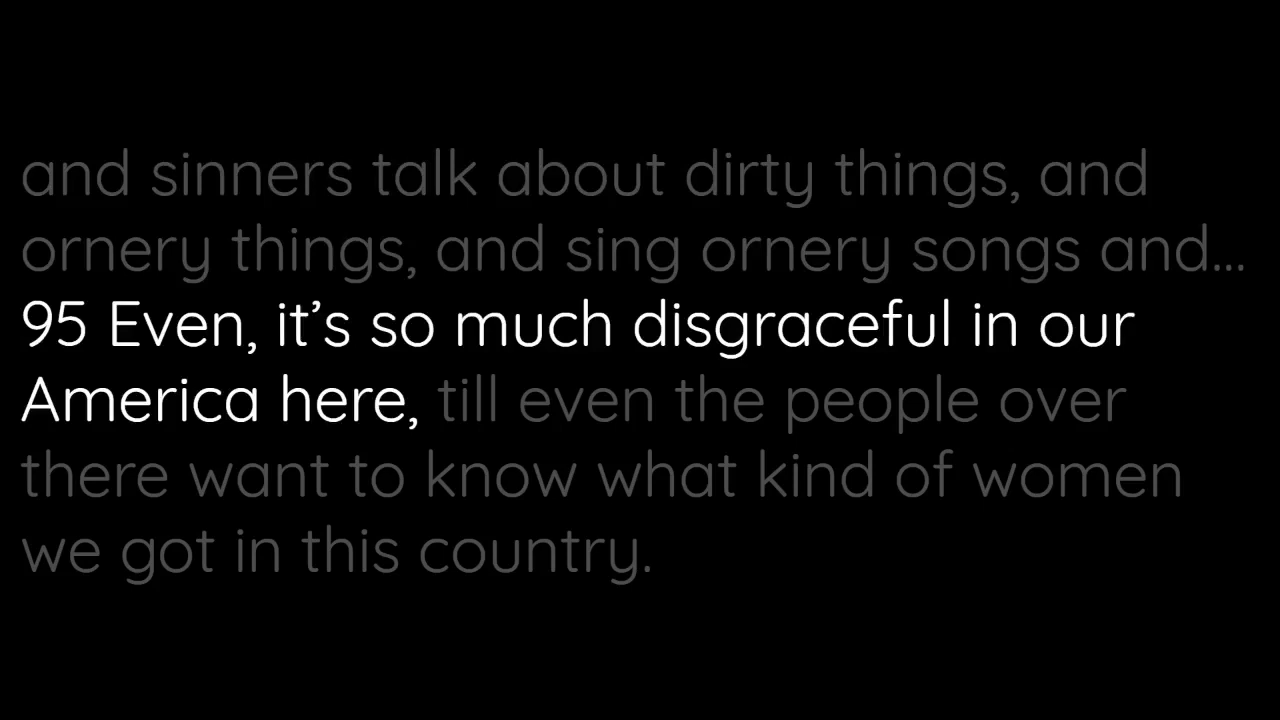 and sinners talk about dirty things, and
ornery things, and sing ornery songs and...
95 Even, it’s so much disgraceful in our
America here, till even the people over
there want to know what kind of women
we got in this country.